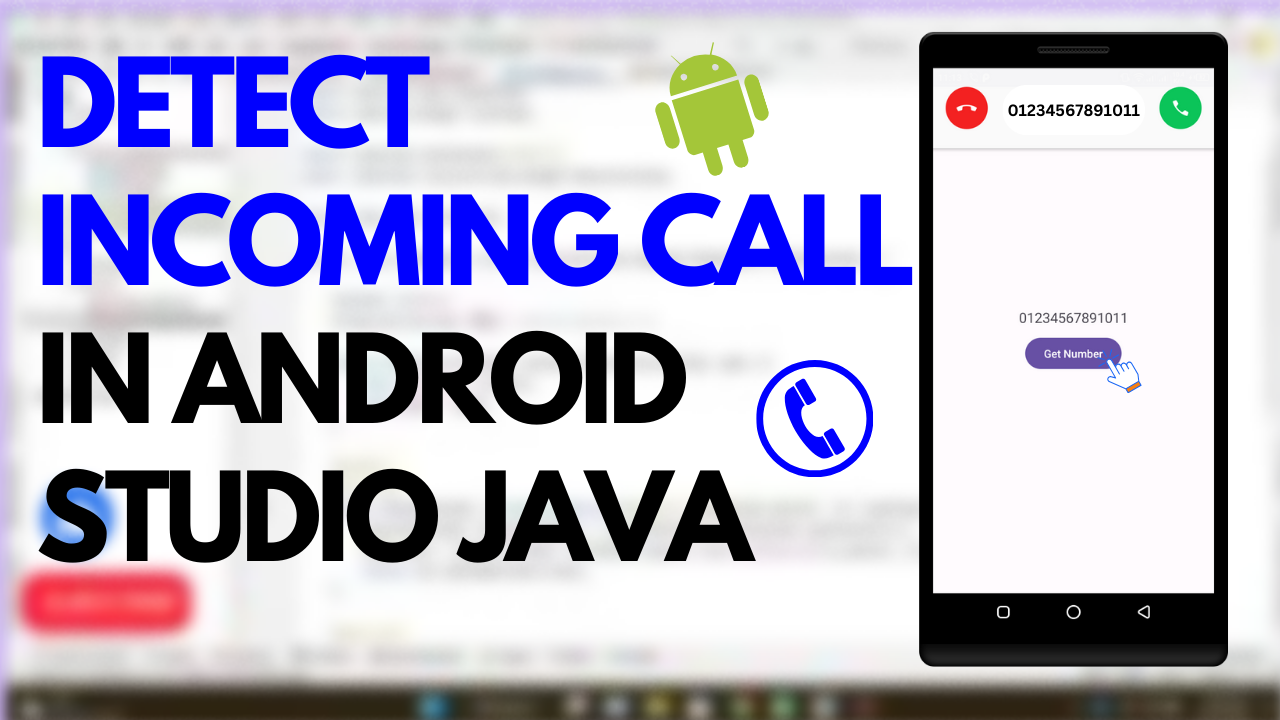 DETECT
INCOMING CALL
IN ANDROID
STUDIO JAVA
01234567891011
01234567891011
Get Number